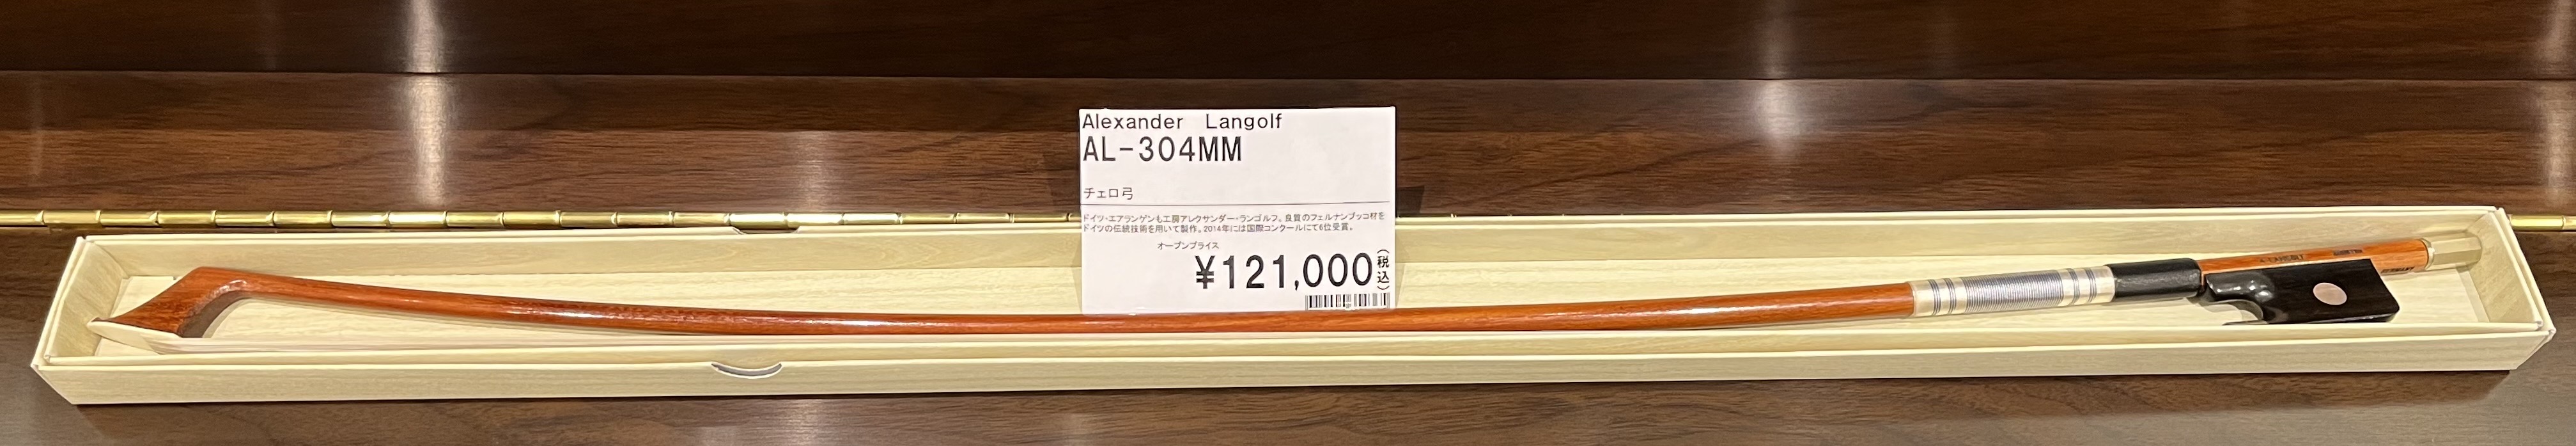 Alexander Langolf
AL-304MM
チェロ弓
ドイツ・エアランゲンも工房アレクサンダー・ランゴルフ。良質のフェルナンブッコ材を
ドイツの伝統技術を用いて製作。2014年には国際コンクールにて6位受賞。
オープンプライス
¥121,000(税込)